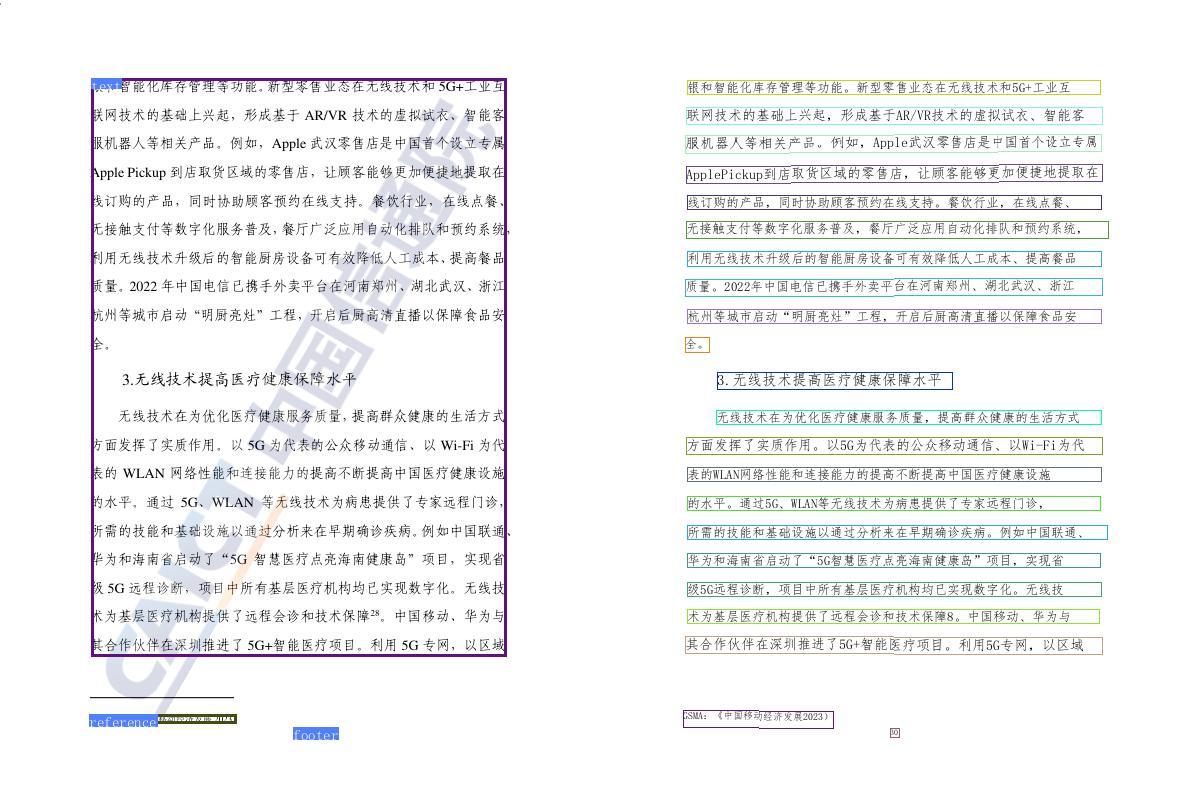 text智能化库存管理等功能。新型零售业态在无线技术和 5G+工业互
联网技术的基础上兴起，形成基于 AR/VR 技术的虚拟试衣、智能客
服机器人等相关产品。例如，Apple 武汉零售店是中国首个设立专属
Apple Pickup 到店取货区域的零售店，让顾客能够更加便捷地提取在
线订购的产品，同时协助顾客预约在线支持。餐饮行业，在线点餐、
无接触支付等数字化服务普及，餐厅广泛应用自动化排队和预约系统，
利用无线技术升级后的智能厨房设备可有效降低人工成本、提高餐品
质量。2022 年中国电信已携手外卖平台在河南郑州、湖北武汉、浙江
杭州等城市启动“明厨亮灶”工程，开启后厨高清直播以保障食品安
全。
3.无线技术提高医疗健康保障水平
无线技术在为优化医疗健康服务质量，提高群众健康的生活方式
方面发挥了实质作用。以 5G 为代表的公众移动通信、以 Wi-Fi 为代
表的 WLAN 网络性能和连接能力的提高不断提高中国医疗健康设施
的水平。通过 5G、WLAN 等无线技术为病患提供了专家远程门诊，
所需的技能和基础设施以通过分析来在早期确诊疾病。例如中国联通、
华为和海南省启动了“5G 智慧医疗点亮海南健康岛”项目，实现省
级 5G 远程诊断，项目中所有基层医疗机构均已实现数字化。无线技
术为基层医疗机构提供了远程会诊和技术保障28。中国移动、华为与
其合作伙伴在深圳推进了 5G+智能医疗项目。利用 5G 专网，以区域
CAICT 中国信通院
reference
footer
银和智能化库存管理等功能。新型零售业态在无线技术和5G+工业互
联网技术的基础上兴起，形成基于AR/VR技术的虚拟试衣、智能客
服机器人等相关产品。例如，Apple武汉零售店是中国首个设立专属
ApplePickup到店取货区域的零售店，让顾客能够更加便捷地提取在
线订购的产品，同时协助顾客预约在线支持。餐饮行业，在线点餐、
无接触支付等数字化服务普及，餐厅广泛应用自动化排队和预约系统，
利用无线技术升级后的智能厨房设备可有效降低人工成本、提高餐品
质量。2022年中国电信已携手外卖平台在河南郑州、湖北武汉、浙江
杭州等城市启动“明厨亮灶”工程，开启后厨高清直播以保障食品安
全。
3.无线技术提高医疗健康保障水平
无线技术在为优化医疗健康服务质量，提高群众健康的生活方式
方面发挥了实质作用。以5G为代表的公众移动通信、以Wi-Fi为代
表的WLAN网络性能和连接能力的提高不断提高中国医疗健康设施
的水平。通过5G、WLAN等无线技术为病患提供了专家远程门诊，
所需的技能和基础设施以通过分析来在早期确诊疾病。例如中国联通、
华为和海南省启动了“5G智慧医疗点亮海南健康岛”项目，实现省
级5G远程诊断，项目中所有基层医疗机构均已实现数字化。无线技
术为基层医疗机构提供了远程会诊和技术保障8。中国移动、华为与
其合作伙伴在深圳推进了5G+智能医疗项目。利用5G专网，以区域
GSMA：《中国移动经济发展2023》
30